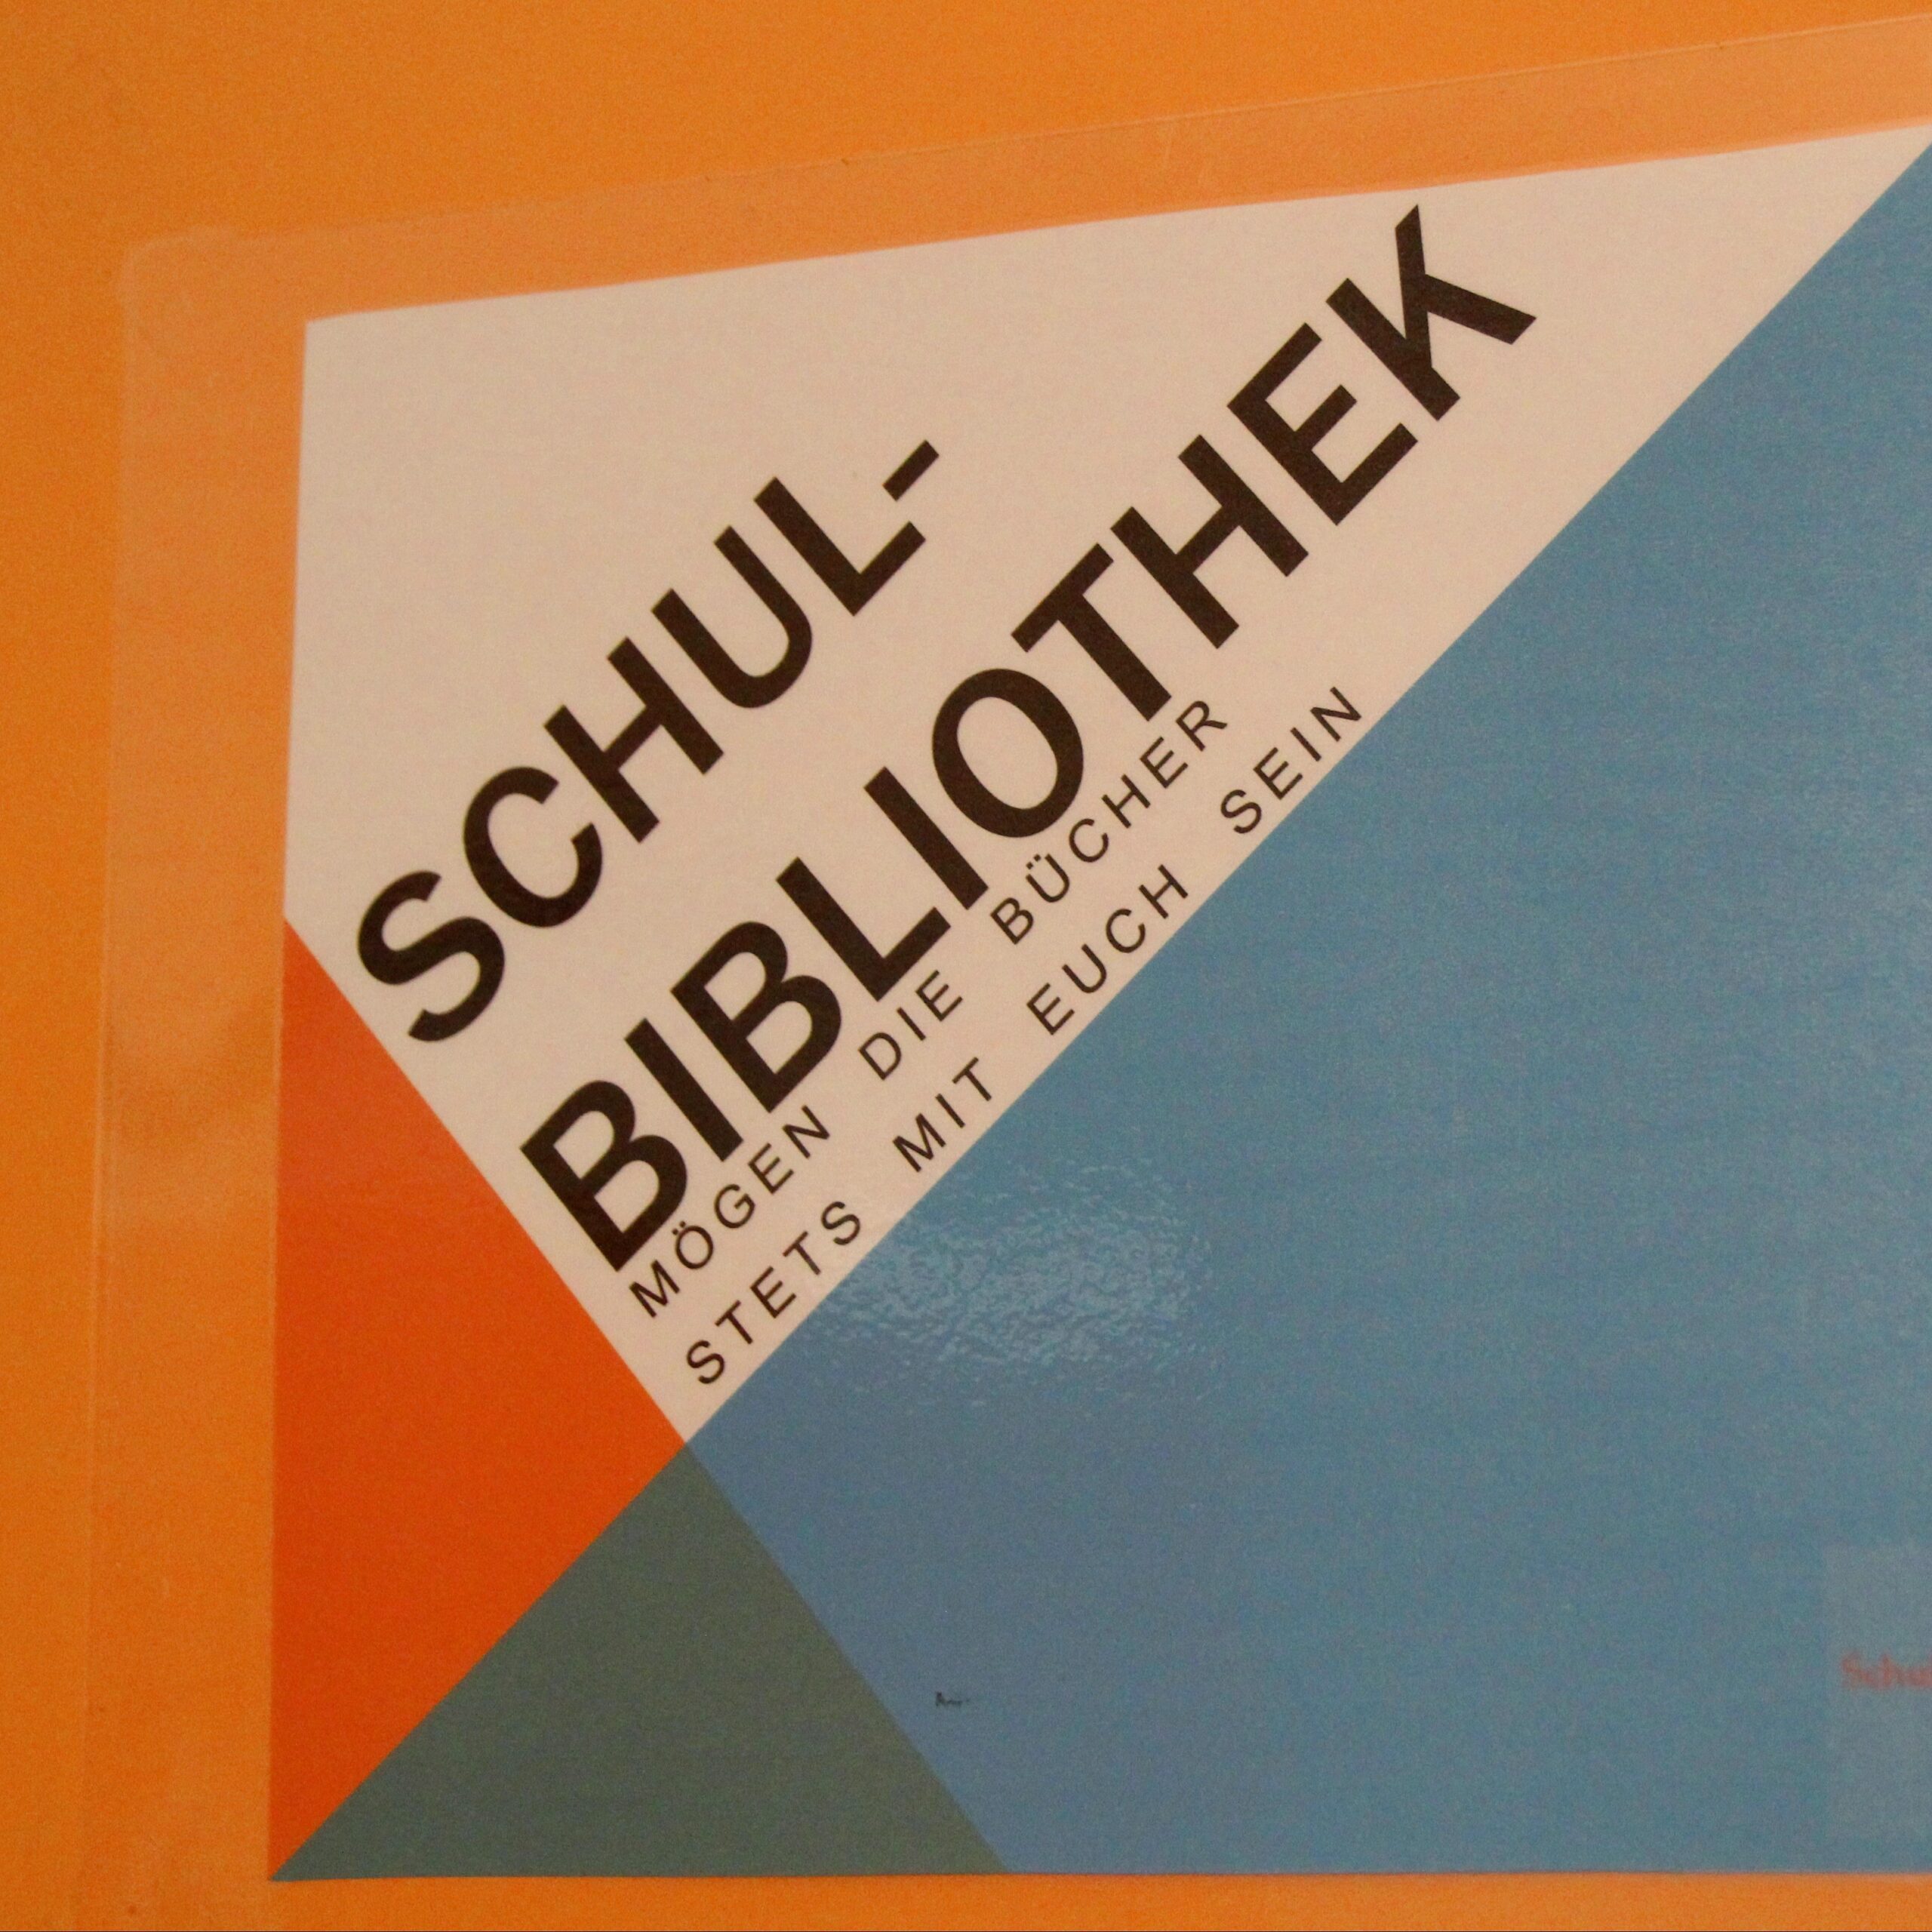 SCHUL-
BIBLIOTHEK
MÖGEN DIE BÜCHER
STETS MIT EUCH SEIN